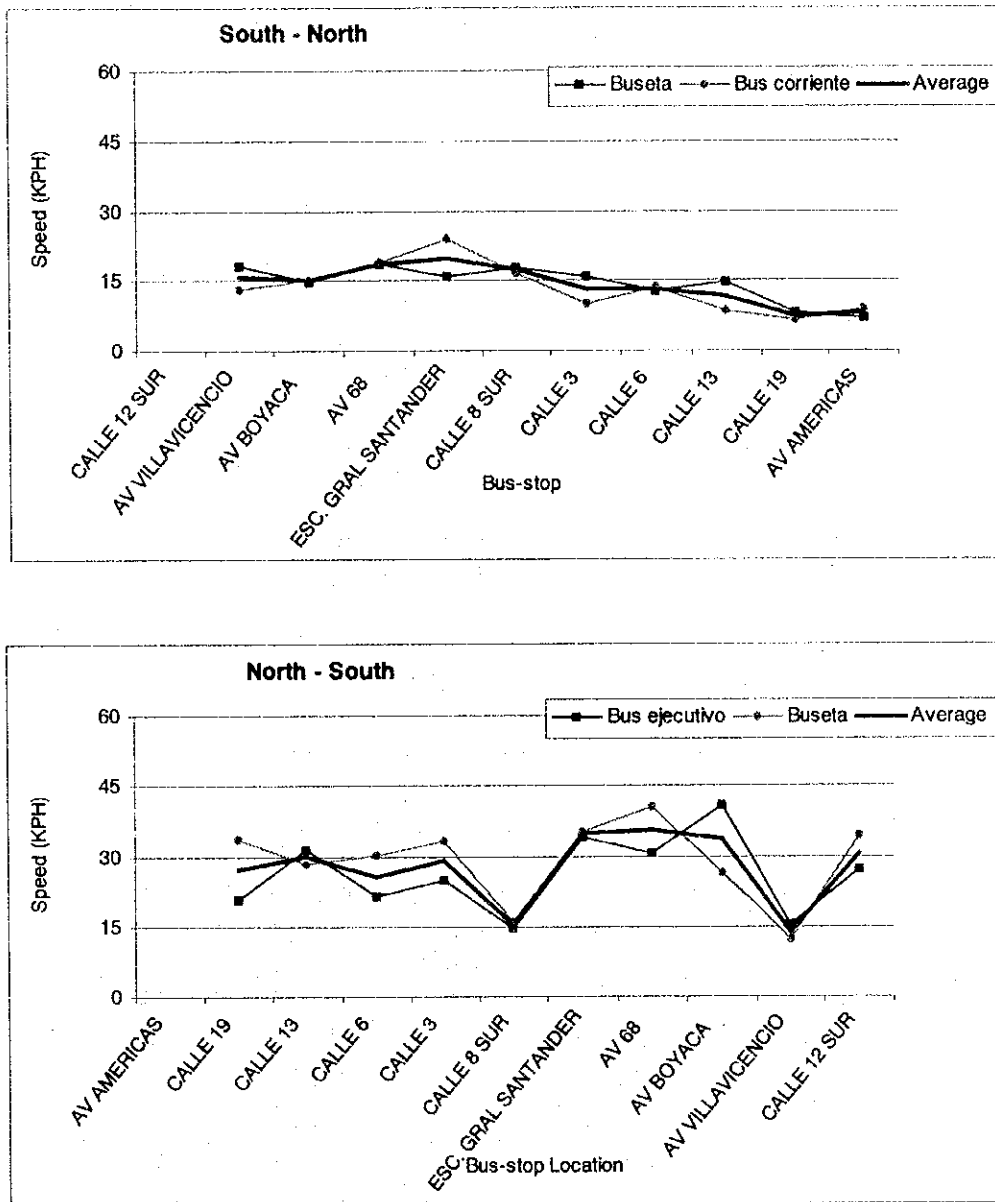 South - North
Buseta Bus corriente Average
60
45
30
15
0
Speed (KPH)
CALLE 12 SUR
AV VILLAVICENCIO
AV BOYACA
AV 68
ESC. GRAL SANTANDER
CALLE 8 SUR
CALLE 3
CALLE 6
CALLE 13
CALLE 19
AV AMERICAS
Bus-stop
North - South
Bus ejecutivo Buseta Average
60
45
30
15
0
Speed (KPH)
AV AMERICAS
CALLE 19
CALLE 13
CALLE 6
CALLE 3
CALLE 8 SUR
ESC. GRAL SANTANDER
AV 68
AV BOYACA
AV VILLAVICENCIO
CALLE 12 SUR
Bus-stop Location